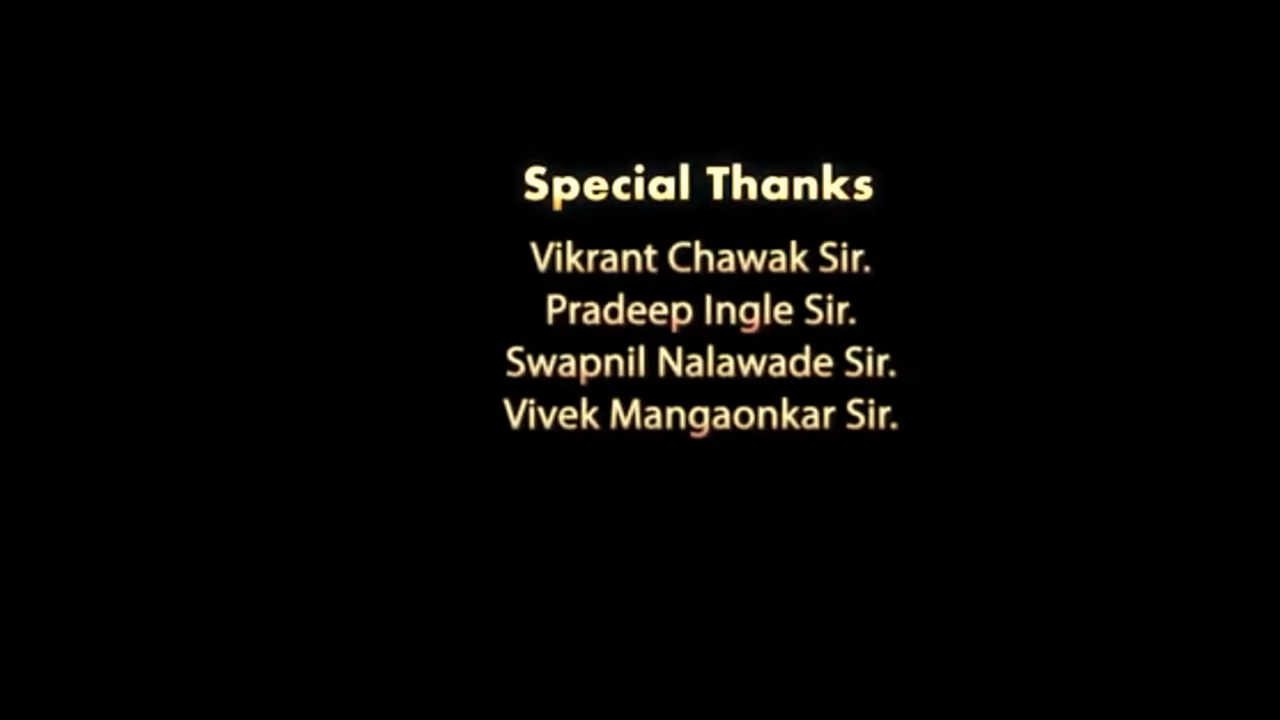 Special Thanks
Vikrant Chawak Sir.
Pradeep Ingle Sir.
Swapnil Nalawade Sir.
Vivek Mangaonkar Sir.